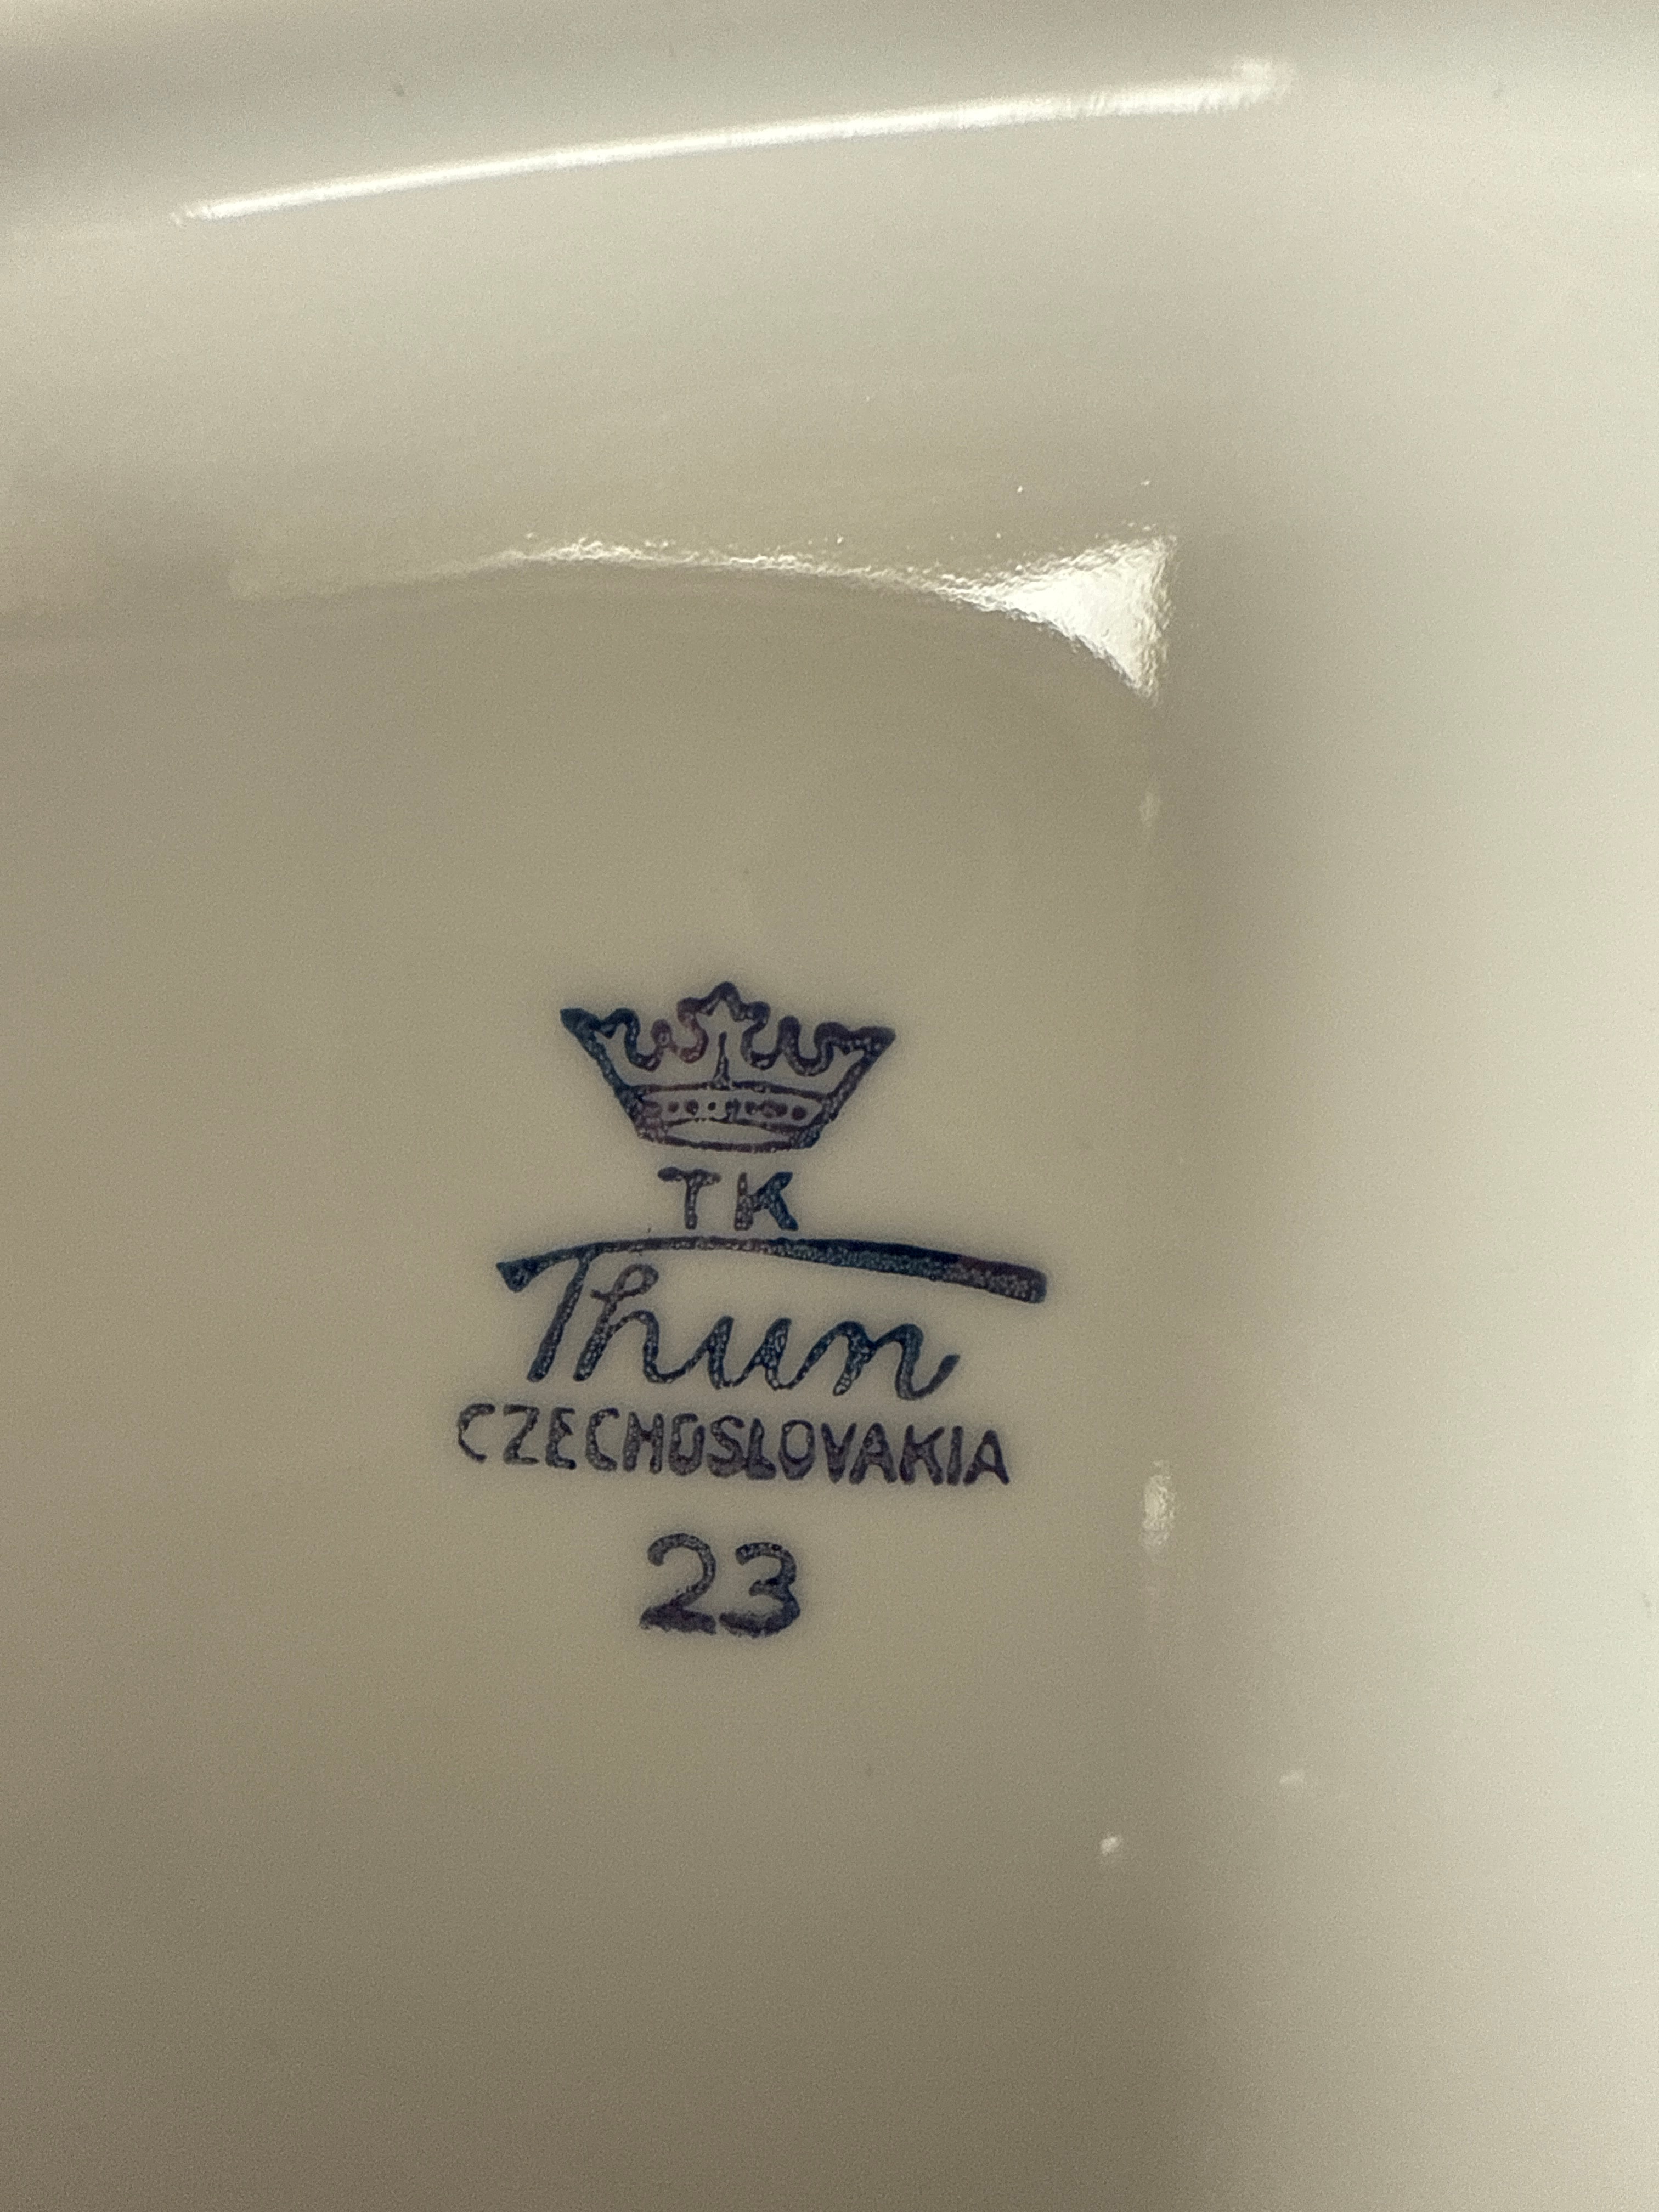 TK
Thun
CZECHOSLOVAKIA
23